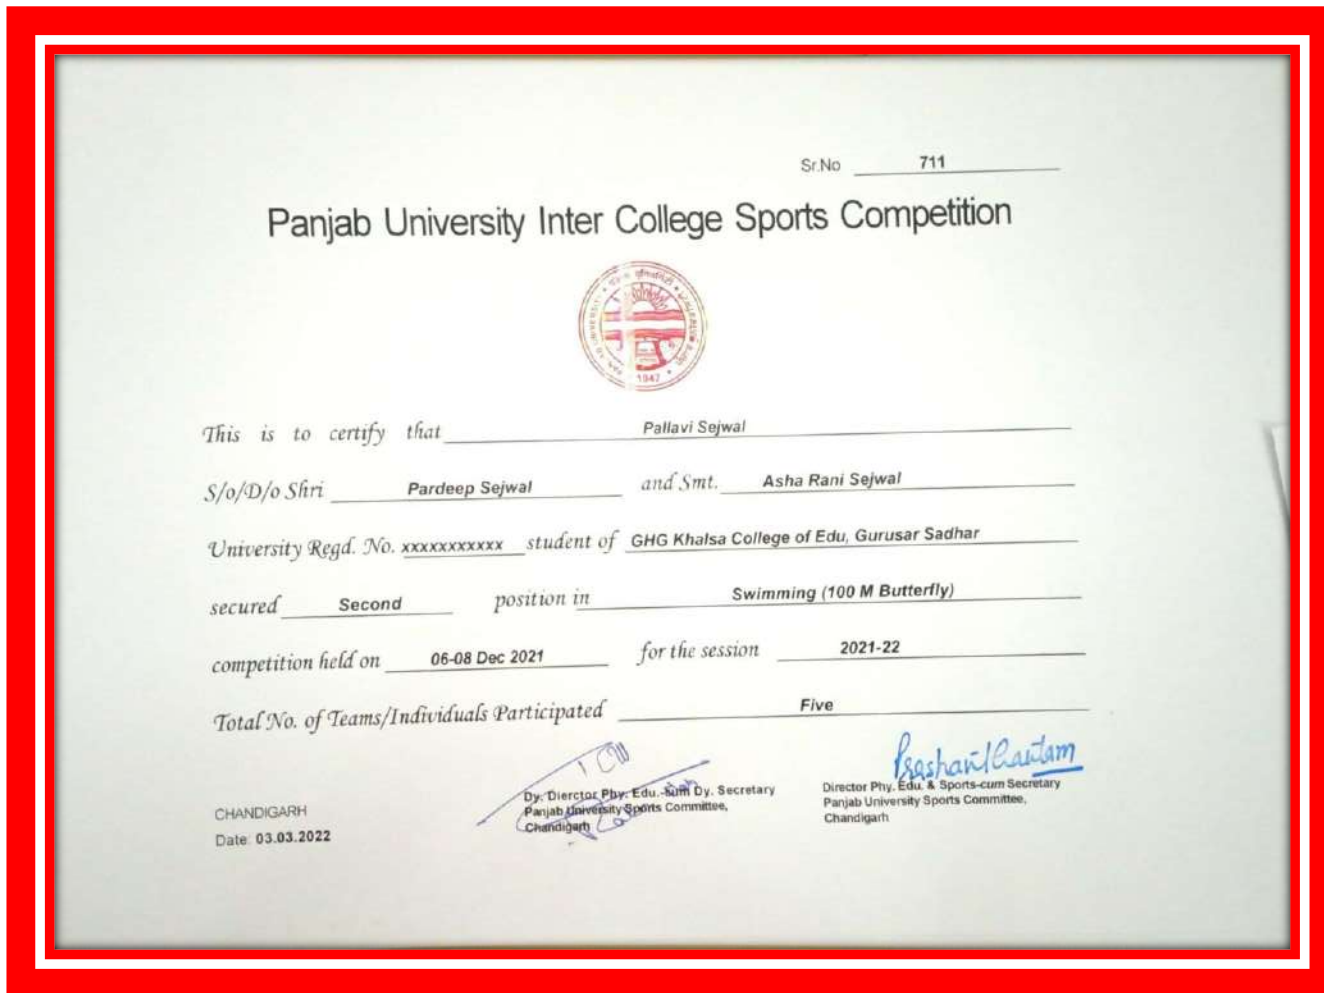 Sr.No 711
Panjab University Inter College Sports Competition
1947
This is to certify that Pallavi Sejwal
S/o/D/o Shri Pardeep Sejwal and Smt. Asha Rani Sejwal
University Regd. No. xxxxxxxxxxx student of GHG Khalsa College of Edu, Gurusar Sadhar
secured Second position in Swimming (100 M Butterfly)
competition held on 06-08 Dec 2021 for the session 2021-22
Total No. of Teams/Individuals Participated Five
Prashant Gautam
Dy. Dierctor Phy. Edu.-cum Dy. Secretary
Panjab University Sports Committee,
Chandigarh
Director Phy. Edu. & Sports-cum Secretary
Panjab University Sports Committee,
Chandigarh
CHANDIGARH
Date: 03.03.2022